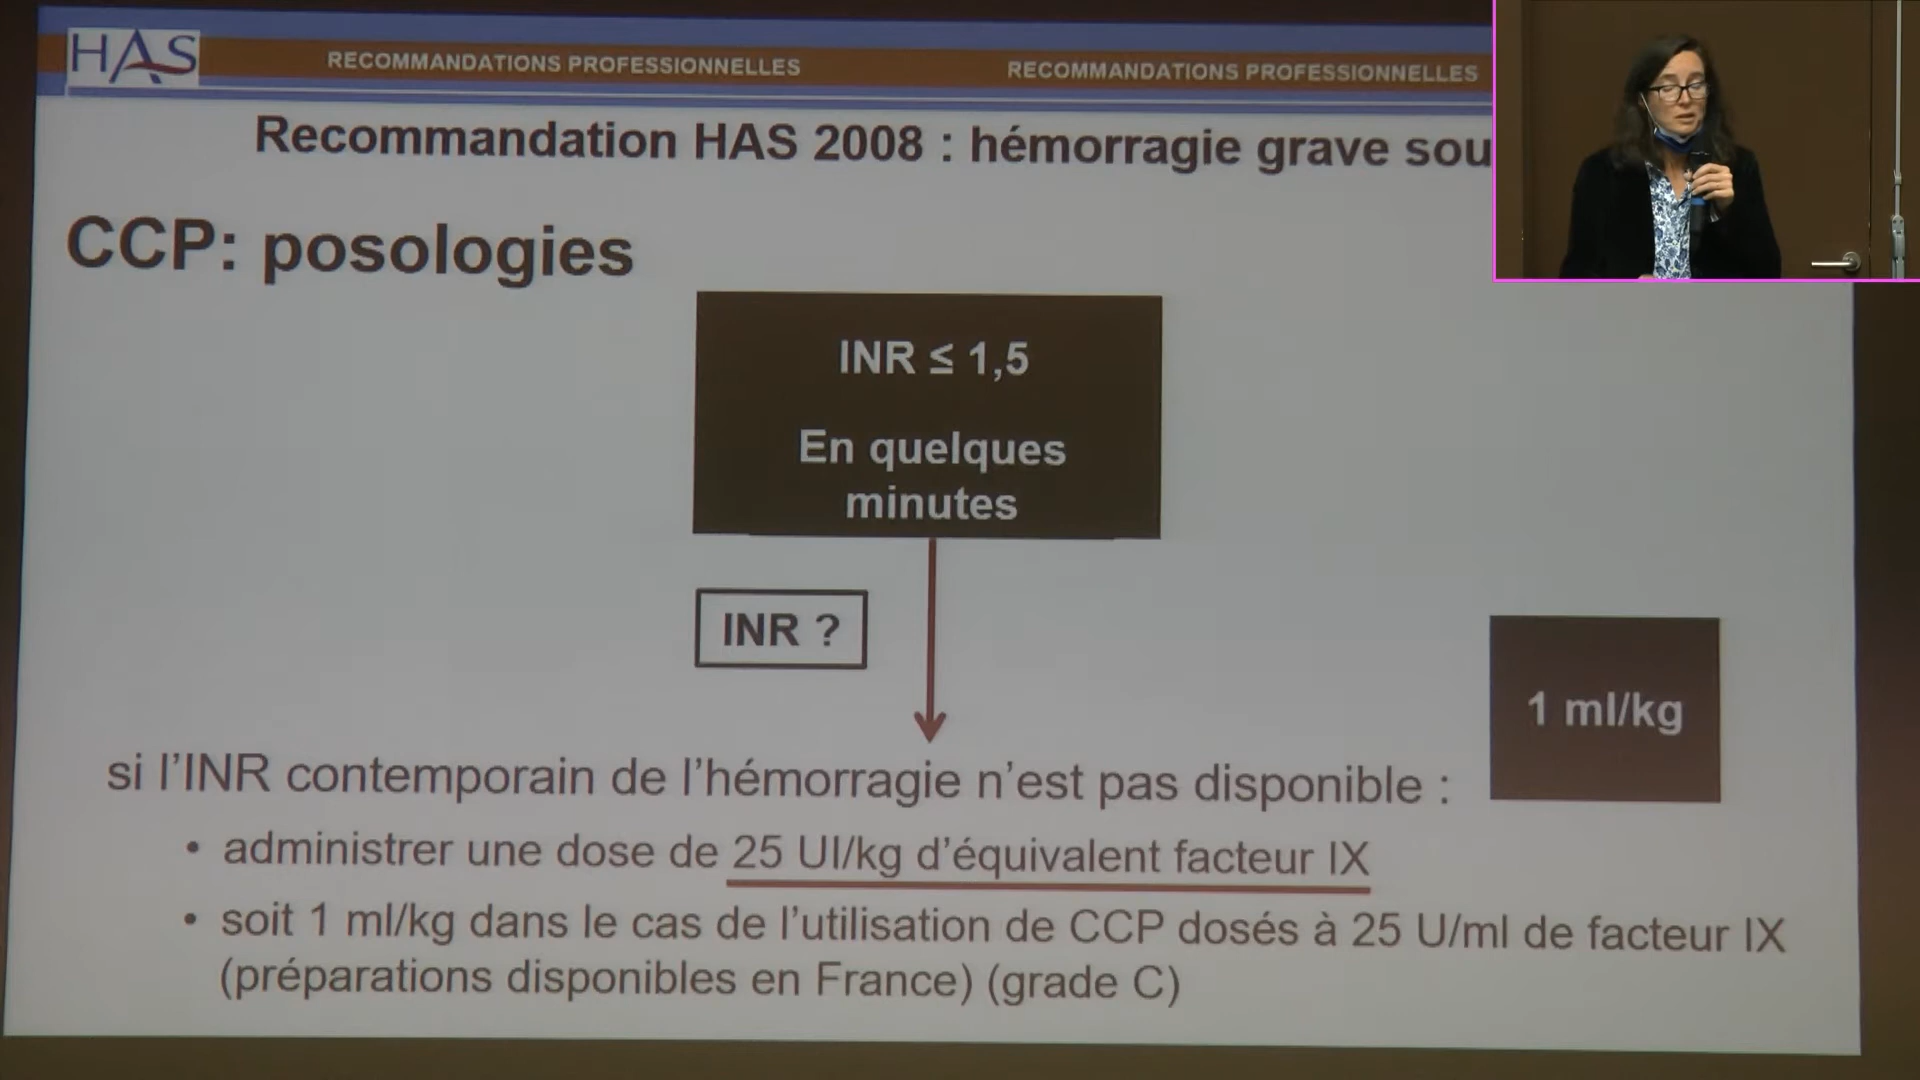 HAS
RECOMMANDATIONS PROFESSIONNELLES
RECOMMANDATIONS PROFESSIONNELLES
Recommandation HAS 2008 : hémorragie grave sou
CCP: posologies
INR ≤ 1,5
En quelques
minutes
INR ?
1 ml/kg
si l'INR contemporain de l'hémorragie n'est pas disponible :
• administrer une dose de 25 UI/kg d'équivalent facteur IX
• soit 1 ml/kg dans le cas de l'utilisation de CCP dosés à 25 U/ml de facteur IX
(préparations disponibles en France) (grade C)